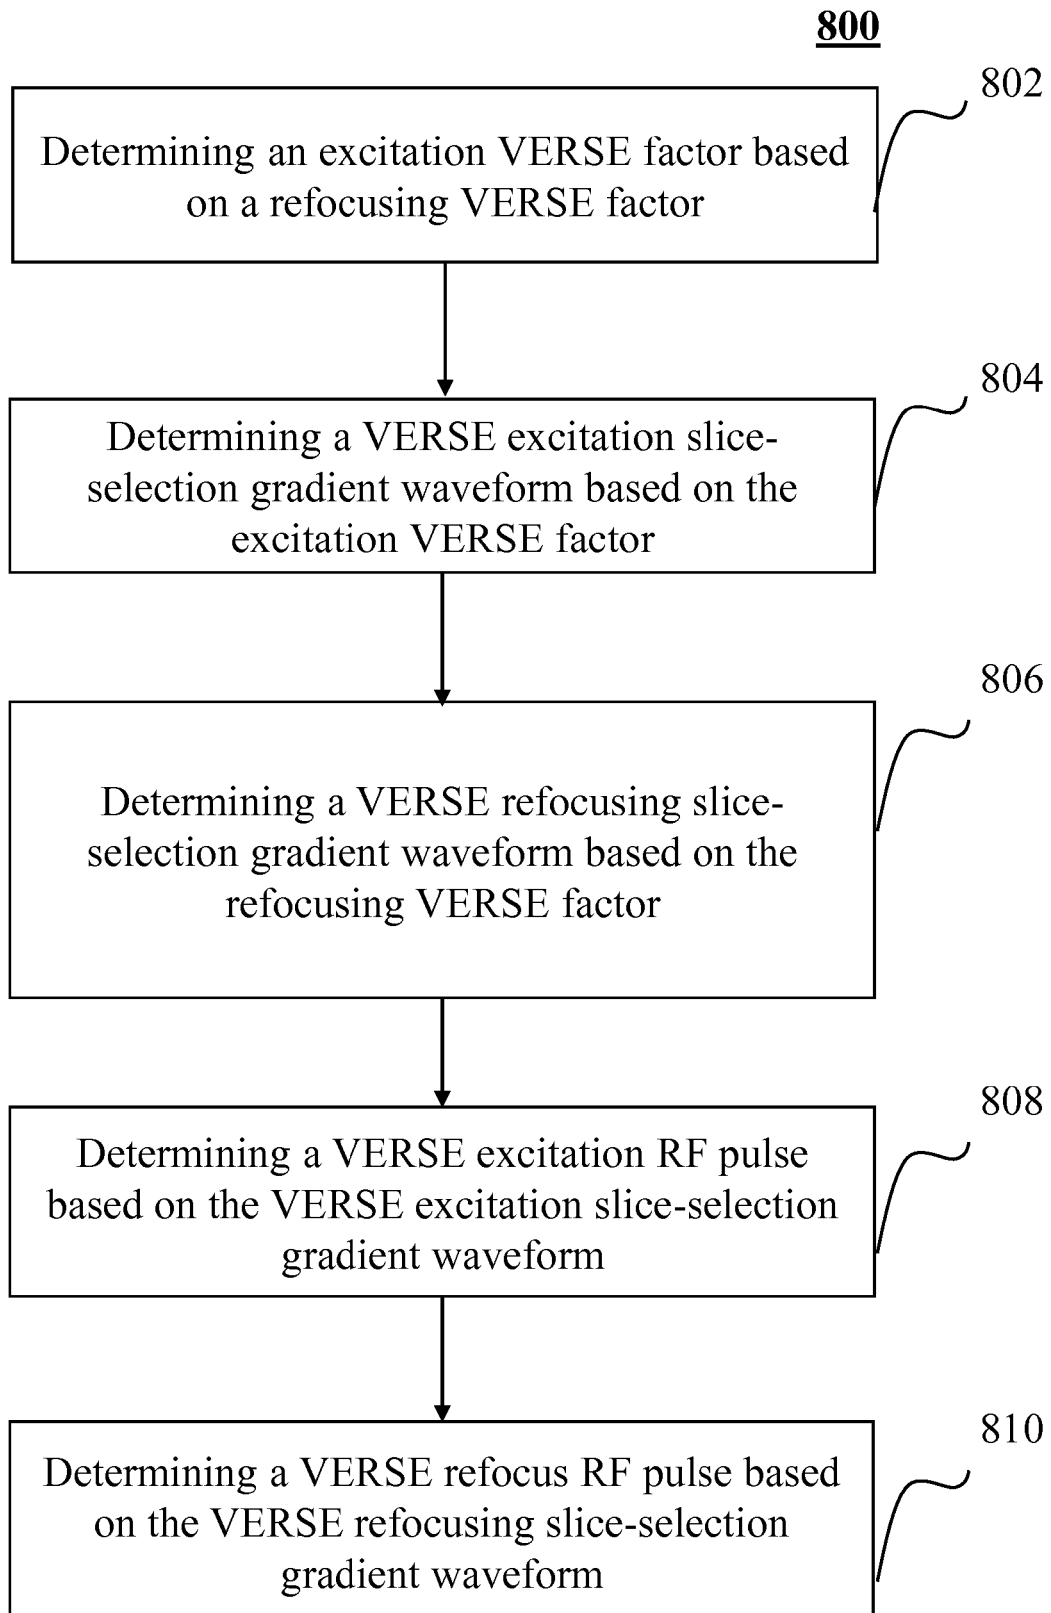 800
802
Determining an excitation VERSE factor based
on a refocusing VERSE factor
804
Determining a VERSE excitation slice-
selection gradient waveform based on the
excitation VERSE factor
806
Determining a VERSE refocusing slice-
selection gradient waveform based on the
refocusing VERSE factor
808
Determining a VERSE excitation RF pulse
based on the VERSE excitation slice-selection
gradient waveform
810
Determining a VERSE refocus RF pulse based
on the VERSE refocusing slice-selection
gradient waveform